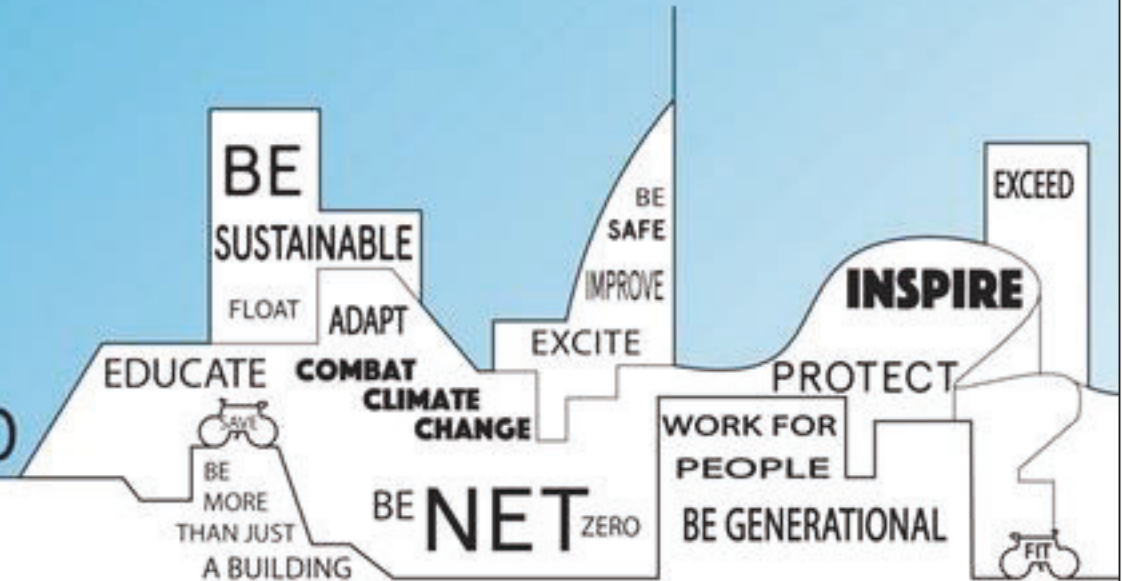 BE
SUSTAINABLE
FLOAT
ADAPT
EDUCATE
COMBAT
CLIMATE
CHANGE
SAVE
BE
MORE
THAN JUST
A BUILDING
BE NET ZERO
BE
SAFE
IMPROVE
EXCITE
EXCEED
INSPIRE
PROTECT
WORK FOR
PEOPLE
BE GENERATIONAL
FIT